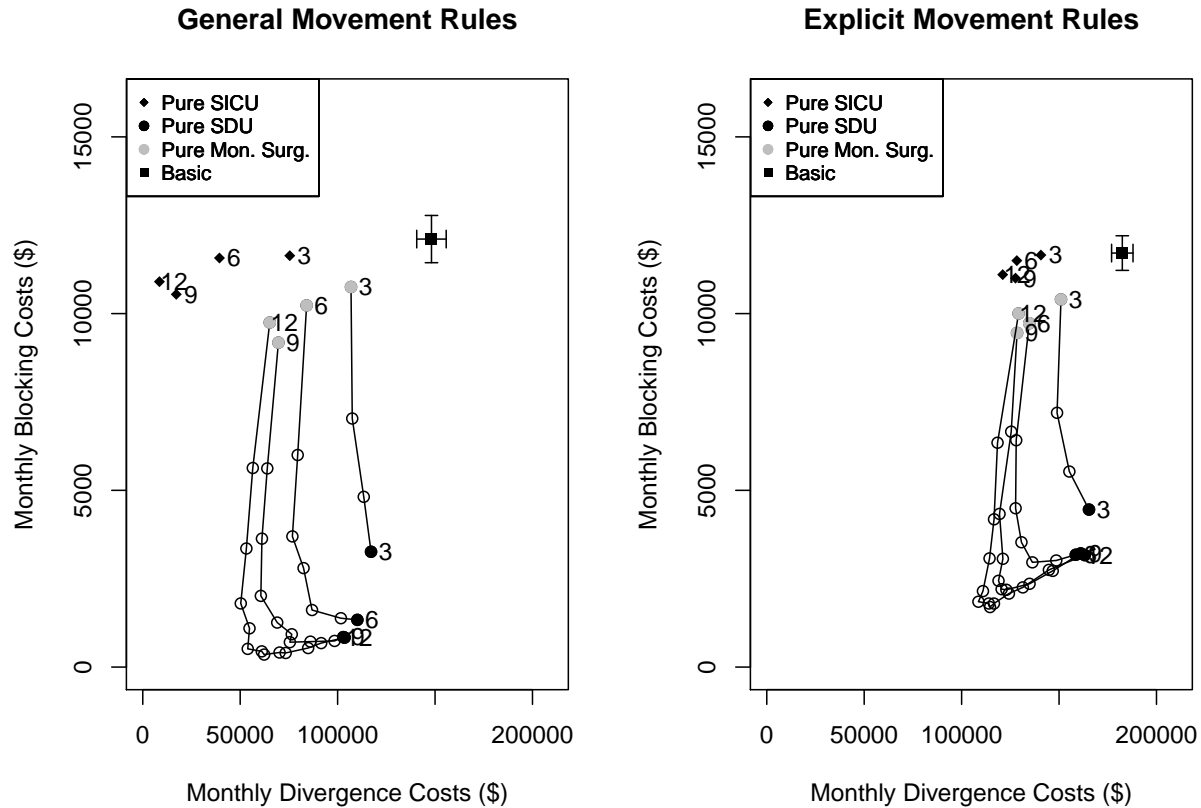 General Movement Rules
Pure SICU
Pure SDU
Pure Mon. Surg.
Basic
12
9
6
3
12
9
6
3
3
6
12
0
5000
10000
15000
Monthly Blocking Costs ($)
0
50000
100000
200000
Monthly Divergence Costs ($)
Explicit Movement Rules
Pure SICU
Pure SDU
Pure Mon. Surg.
Basic
12
9
6
3
12
9
6
3
3
12
0
5000
10000
15000
Monthly Blocking Costs ($)
0
50000
100000
200000
Monthly Divergence Costs ($)